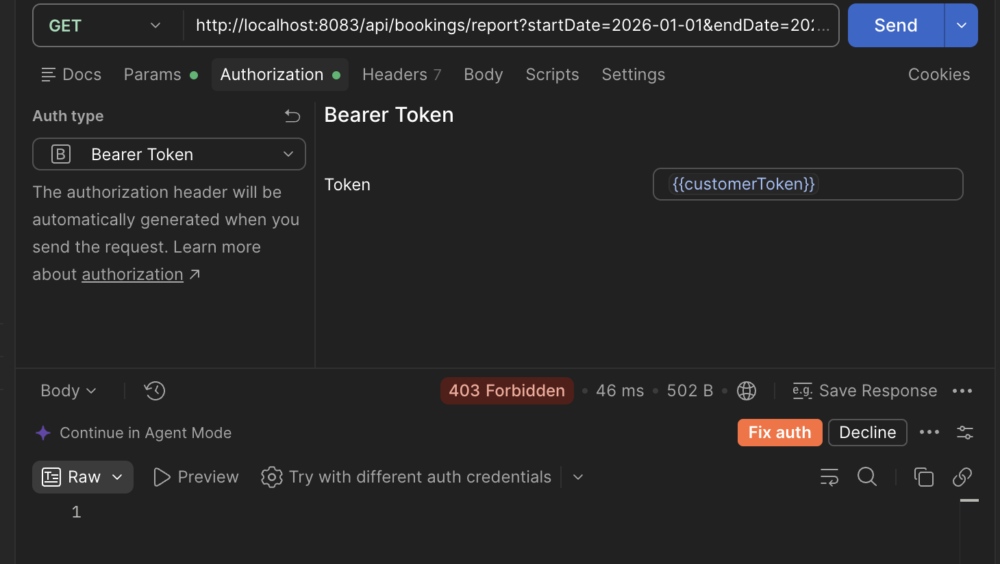 GET http://localhost:8083/api/bookings/report?startDate=2026-01-01&endDate=202... Send
Docs Params Authorization Headers 7 Body Scripts Settings Cookies
Auth type
B Bearer Token
The authorization header will be
automatically generated when you
send the request. Learn more
about authorization ↗
Bearer Token
Token {{customerToken}}
Body 403 Forbidden • 46 ms • 502 B • e.g. Save Response •••
Continue in Agent Mode Fix auth Decline •••
Raw Preview Try with different auth credentials
1